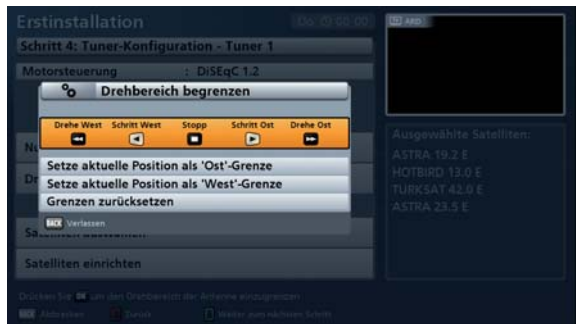 Erstinstallation
Do 00:00
ARD
Schritt 4: Tuner-Konfiguration - Tuner 1
Motorsteuerung : DiSEqC 1.2
Drehbereich begrenzen
Drehe West Schritt West Stopp Schritt Ost Drehe Ost
Setze aktuelle Position als 'Ost'-Grenze
Setze aktuelle Position als 'West'-Grenze
Grenzen zurücksetzen
BACK Verlassen
Satelliten einrichten
Ausgewählte Satelliten:
ASTRA 19.2 E
HOTBIRD 13.0 E
TURKSAT 42.0 E
ASTRA 23.5 E
Drücken Sie OK um den Drehbereich der Antenne einzugrenzen
BACK Abbrechen Zurück Weiter zum nächsten Schritt